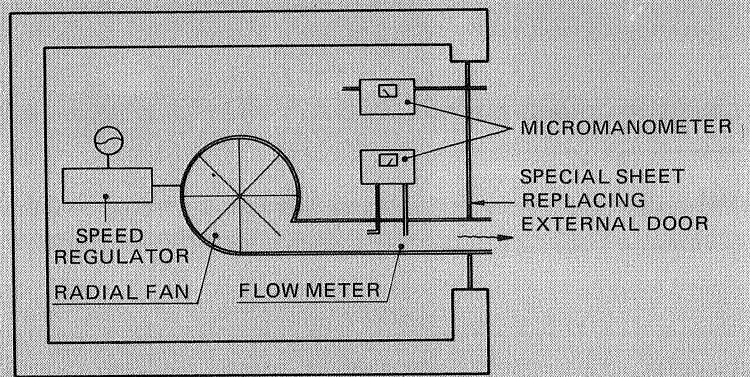 MICROMANOMETER
SPECIAL SHEET
REPLACING
EXTERNAL DOOR
SPEED
REGULATOR
RADIAL FAN
FLOW METER